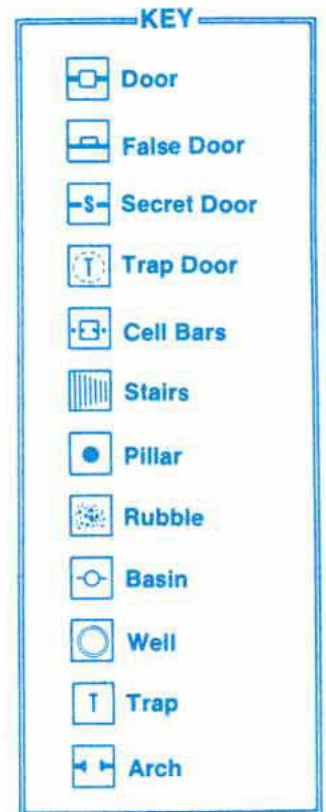 KEY
Door
False Door
S Secret Door
T Trap Door
Cell Bars
Stairs
Pillar
Rubble
Basin
Well
T Trap
Arch